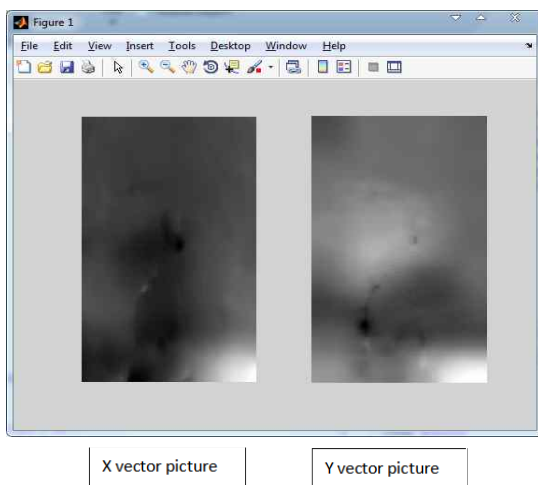 Figure 1
File Edit View Insert Tools Desktop Window Help
X vector picture
Y vector picture